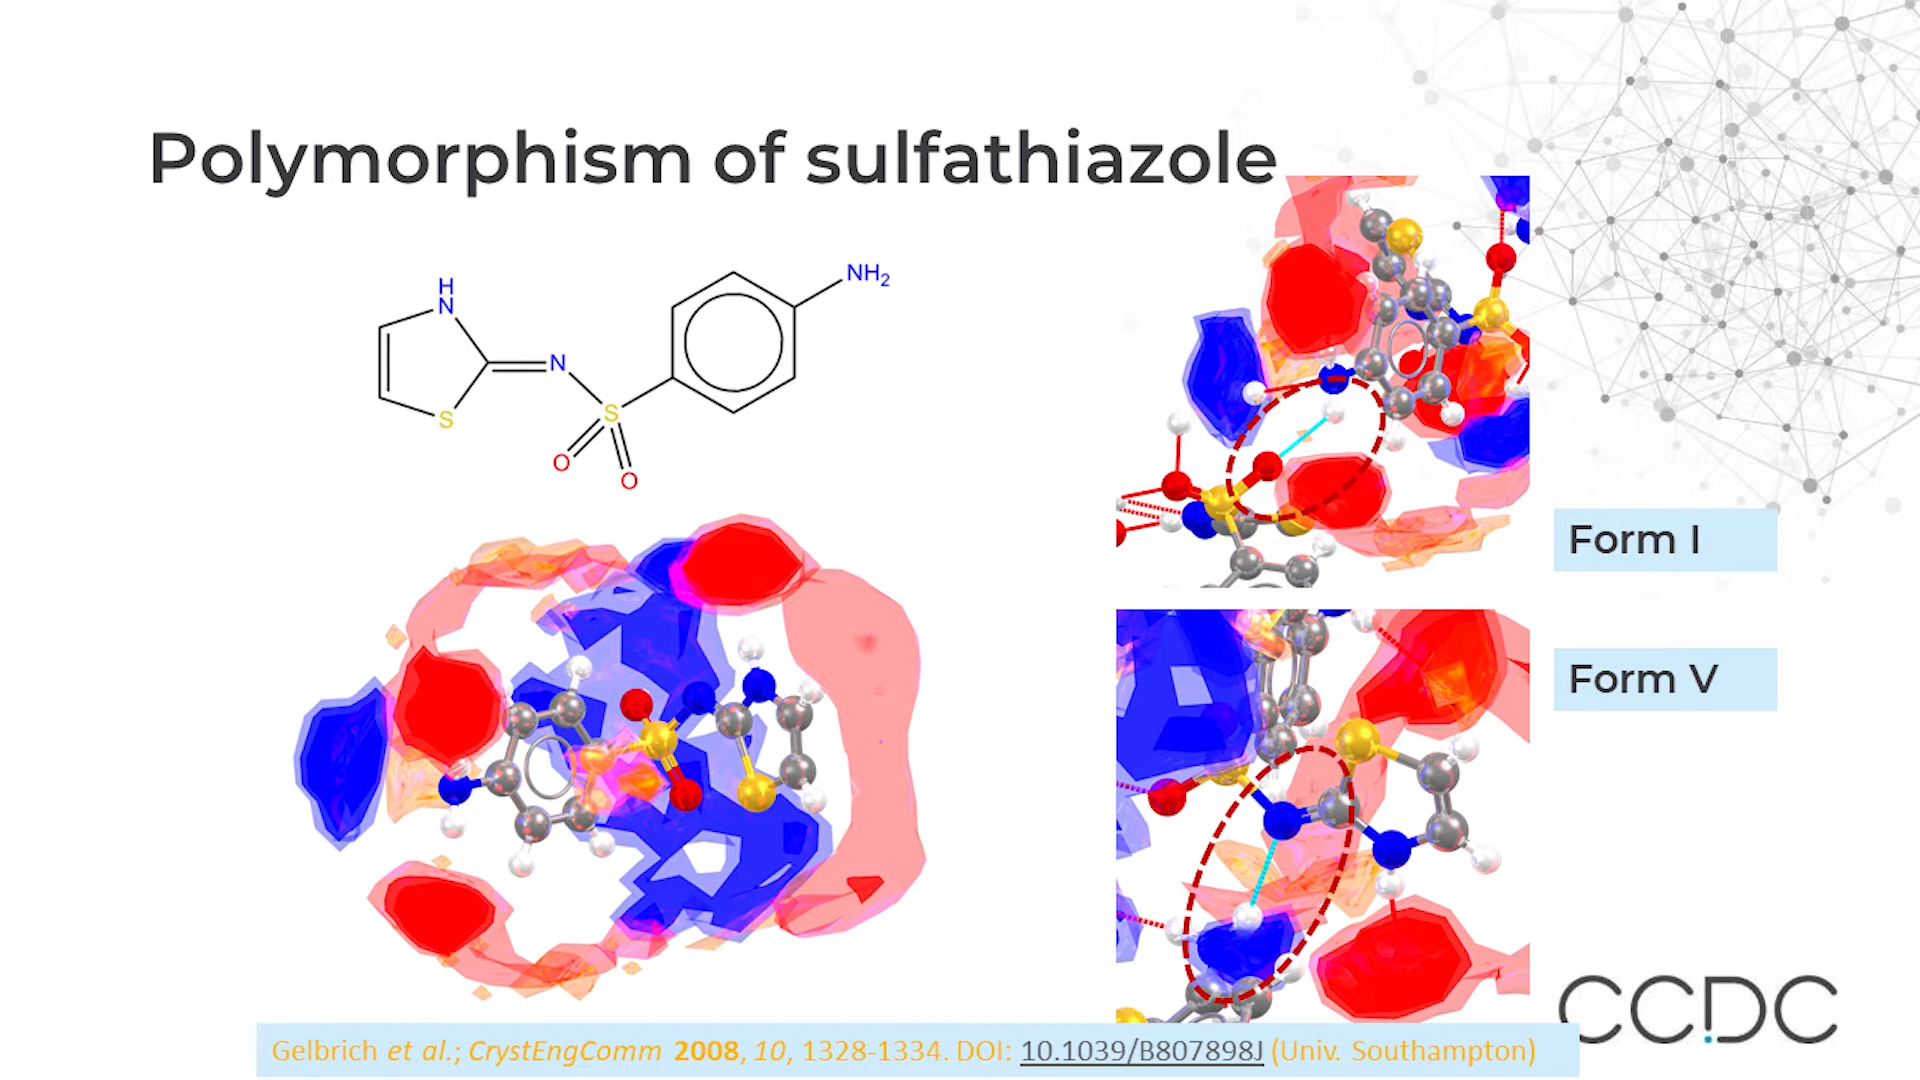 Polymorphism of sulfathiazole
H
N
NH₂
N
S
S
O
O
Form I
Form V
CCDC
Gelbrich et al.; CrystEngComm 2008, 10, 1328-1334. DOI: 10.1039/B807898J (Univ. Southampton)